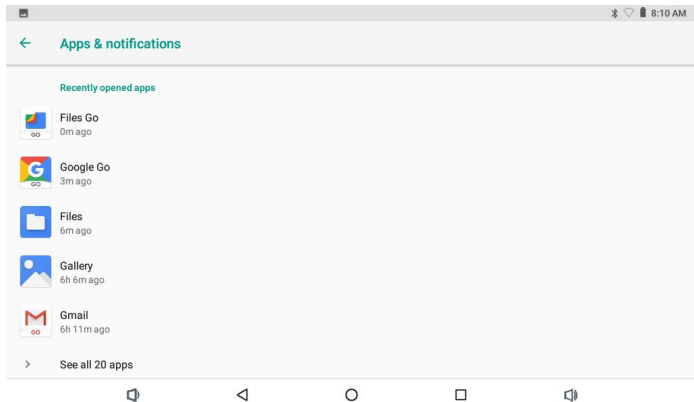 8:10 AM
Apps & notifications
Recently opened apps
Files Go
0m ago
GO
Google Go
3m ago
G
GO
Files
6m ago
Gallery
6h 6m ago
Gmail
6h 11m ago
GO
See all 20 apps